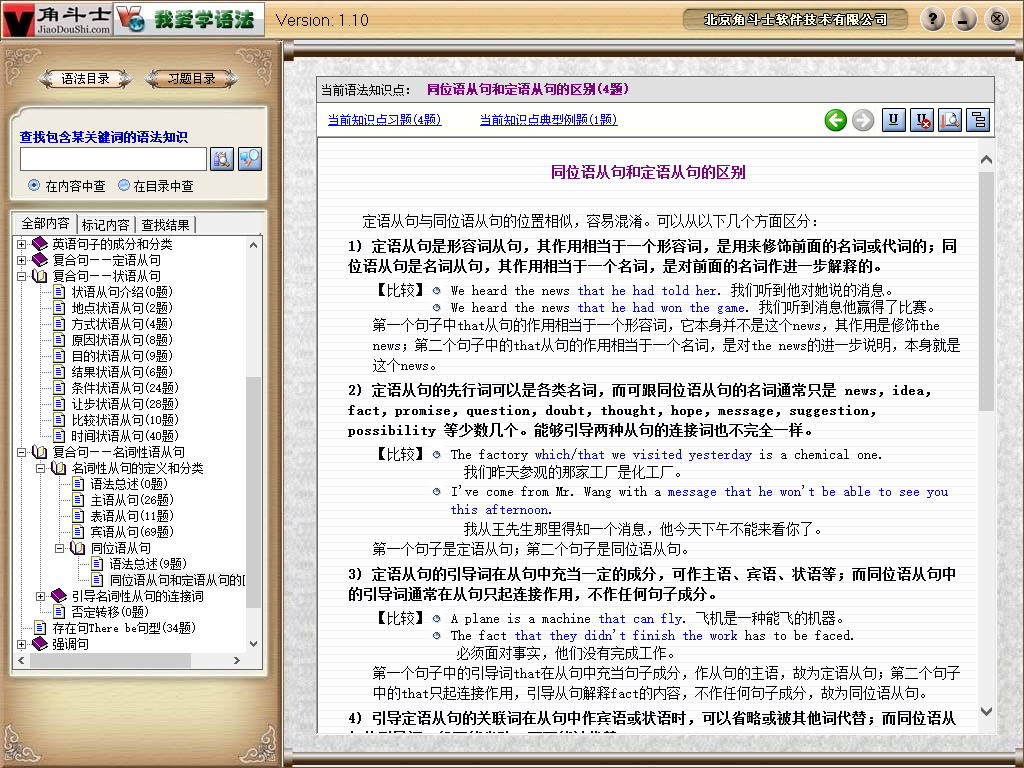 角斗士
JiaoDouShi.com
我爱学语法
Version: 1.10
北京角斗士软件技术有限公司
语法目录
习题目录
查找包含某关键词的语法知识
在内容中查
在目录中查
全部内容
标记内容
查找结果
英语句子的成分和分类
复合句——定语从句
复合句——状语从句
状语从句介绍(0题)
地点状语从句(2题)
方式状语从句(4题)
原因状语从句(8题)
目的状语从句(9题)
结果状语从句(6题)
条件状语从句(24题)
让步状语从句(28题)
比较状语从句(10题)
时间状语从句(40题)
复合句——名词性语从句
名词性从句的定义和分类
语法总述(0题)
主语从句(26题)
表语从句(11题)
宾语从句(69题)
同位语从句
语法总述(9题)
同位语从句和定语从句的
引导名词性从句的连接词
否定转移(0题)
存在句There be句型(34题)
强调句
当前语法知识点: 同位语从句和定语从句的区别(4题)
当前知识点习题(4题)
当前知识点典型例题(1题)
同位语从句和定语从句的区别
定语从句与同位语从句的位置相似，容易混淆。可以从以下几个方面区分：
1) 定语从句是形容词从句，其作用相当于一个形容词，是用来修饰前面的名词或代词的；同
位语从句是名词从句，其作用相当于一个名词，是对前面的名词作进一步解释的。
【比较】 We heard the news that he had told her. 我们听到他对她说的消息。
We heard the news that he had won the game. 我们听到消息他赢得了比赛。
第一个句子中that从句的作用相当于一个形容词，它本身并不是这个news，其作用是修饰the
news；第二个句子中的that从句的作用相当于一个名词，是对the news的进一步说明，本身就是
这个news。
2) 定语从句的先行词可以是各类名词，而可跟同位语从句的名词通常只是 news，idea，
fact，promise，question，doubt，thought，hope，message，suggestion，
possibility 等少数几个。能够引导两种从句的连接词也不完全一样。
【比较】 The factory which/that we visited yesterday is a chemical one.
我们昨天参观的那家工厂是化工厂。
I've come from Mr. Wang with a message that he won't be able to see you
this afternoon.
我从王先生那里得知一个消息，他今天下午不能来看你了。
第一个句子是定语从句；第二个句子是同位语从句。
3) 定语从句的引导词在从句中充当一定的成分，可作主语、宾语、状语等；而同位语从句中
的引导词通常在从句只起连接作用，不作任何句子成分。
【比较】 A plane is a machine that can fly. 飞机是一种能飞的机器。
The fact that they didn't finish the work has to be faced.
必须面对事实，他们没有完成工作。
第一个句子中的引导词that在从句中充当句子成分，作从句的主语，故为定语从句；第二个句子
中的that只起连接作用，引导从句解释fact的内容，不作任何句子成分，故为同位语从句。
4) 引导定语从句的关联词在从句中作宾语或状语时，可以省略或被其他词代替；而同位语从